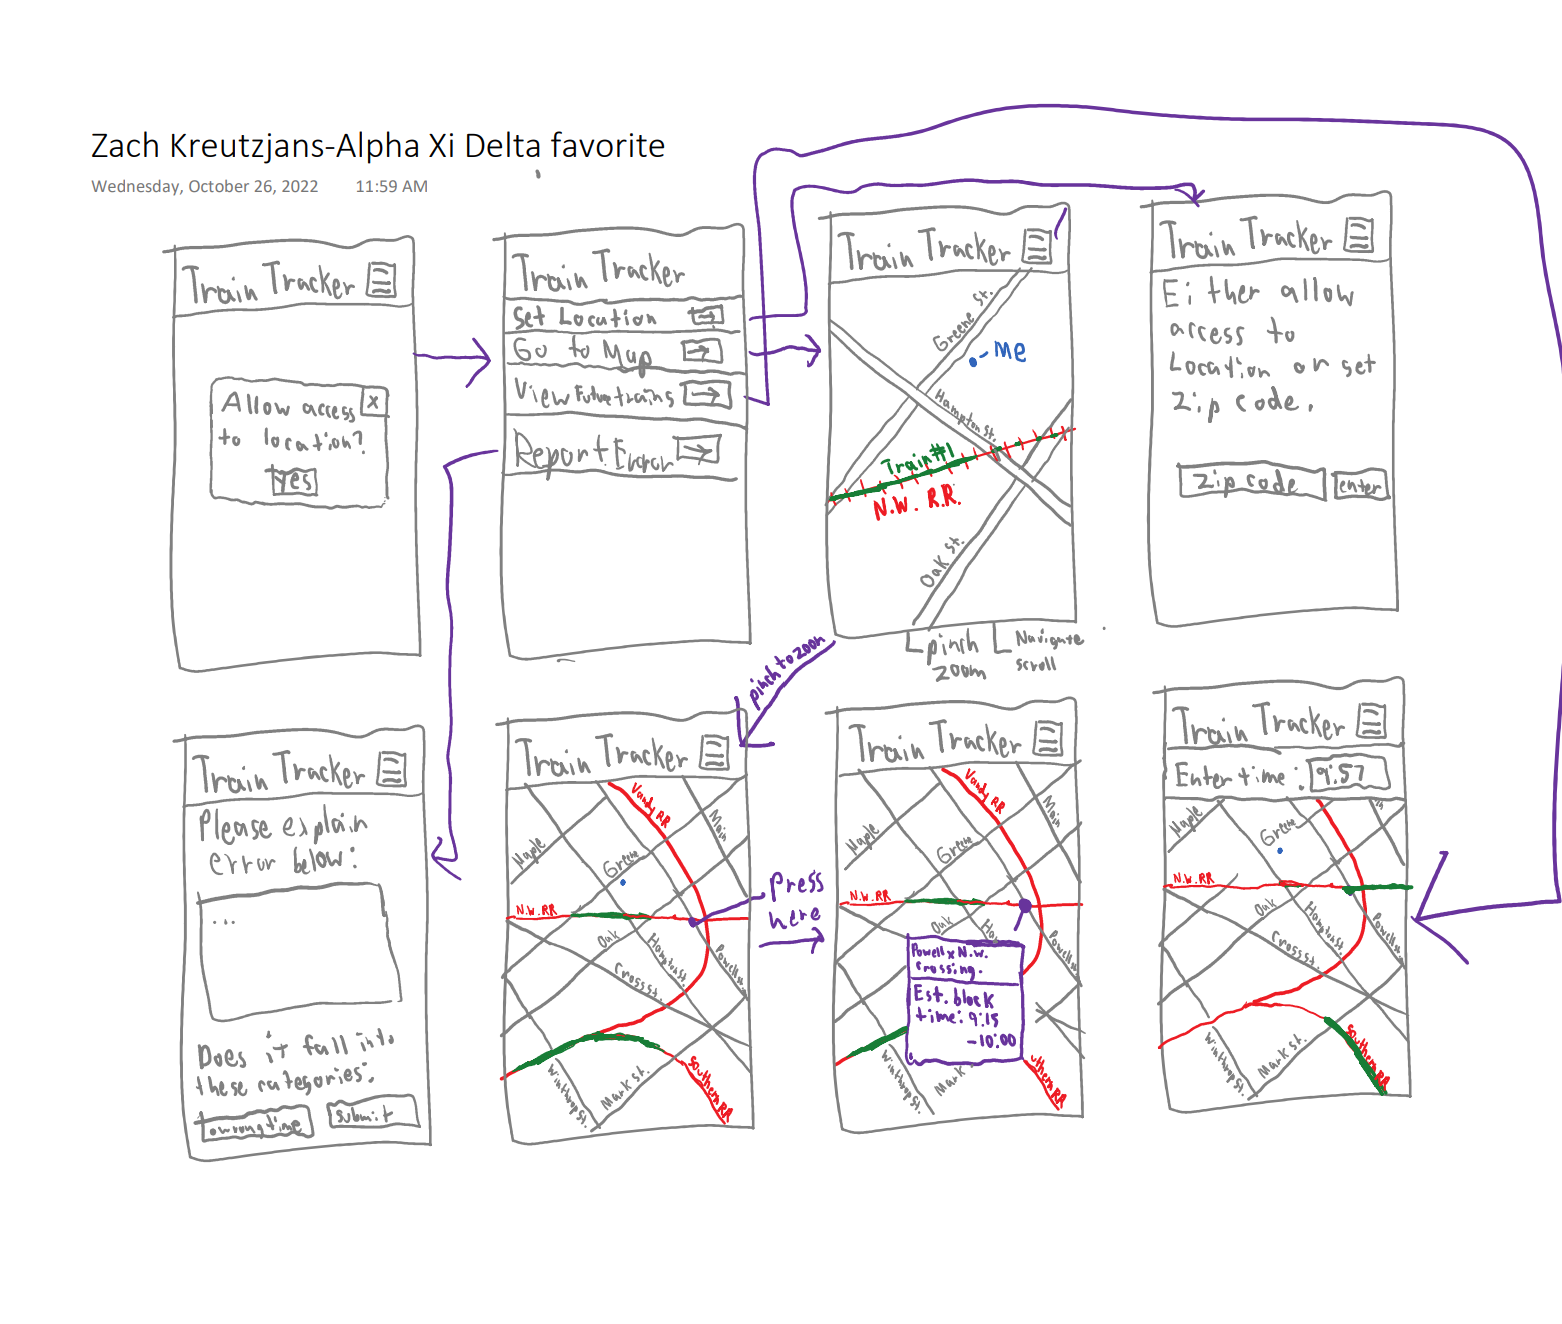 Zach Kreutzjans-Alpha Xi Delta favorite
Wednesday, October 26, 2022 11:59 AM
Train Tracker
Allow access
to location?
x
Yes
Train Tracker
Set Location
Go to Map
View Future trains
Report Error
Train Tracker
Greene St.
Me
Hampton St.
Train #1
N.W. R.R.
Oak St.
pinch
zoom
Navigate
scroll
Train Tracker
Either allow
access to
Location or set
Zip code.
Zip code
enter
pinch to zoom
Train Tracker
Please explain
error below:
...
Does it fall into
these categories:
wrong time
submit
Train Tracker
Vandy RR
Main
Maple
Greene
N.W. RR
Oak
Hampton St.
Powell St.
Cross St.
Winthrop St.
Mark St.
Southern RR
Press
here
Train Tracker
Vandy RR
Main
Maple
Greene
N.W. RR
Oak
Ha
Powell St.
Powell x N.W.
crossing.
Est. block
time: 9:15
-10:00
Winthrop St.
Mark
uthern RR
Train Tracker
Enter time: 9:57
Maple
in
Greene
N.W. RR
Oak
Hampton St.
Powell St.
Cross St.
Winthrop St.
Mark St.
Southern RR